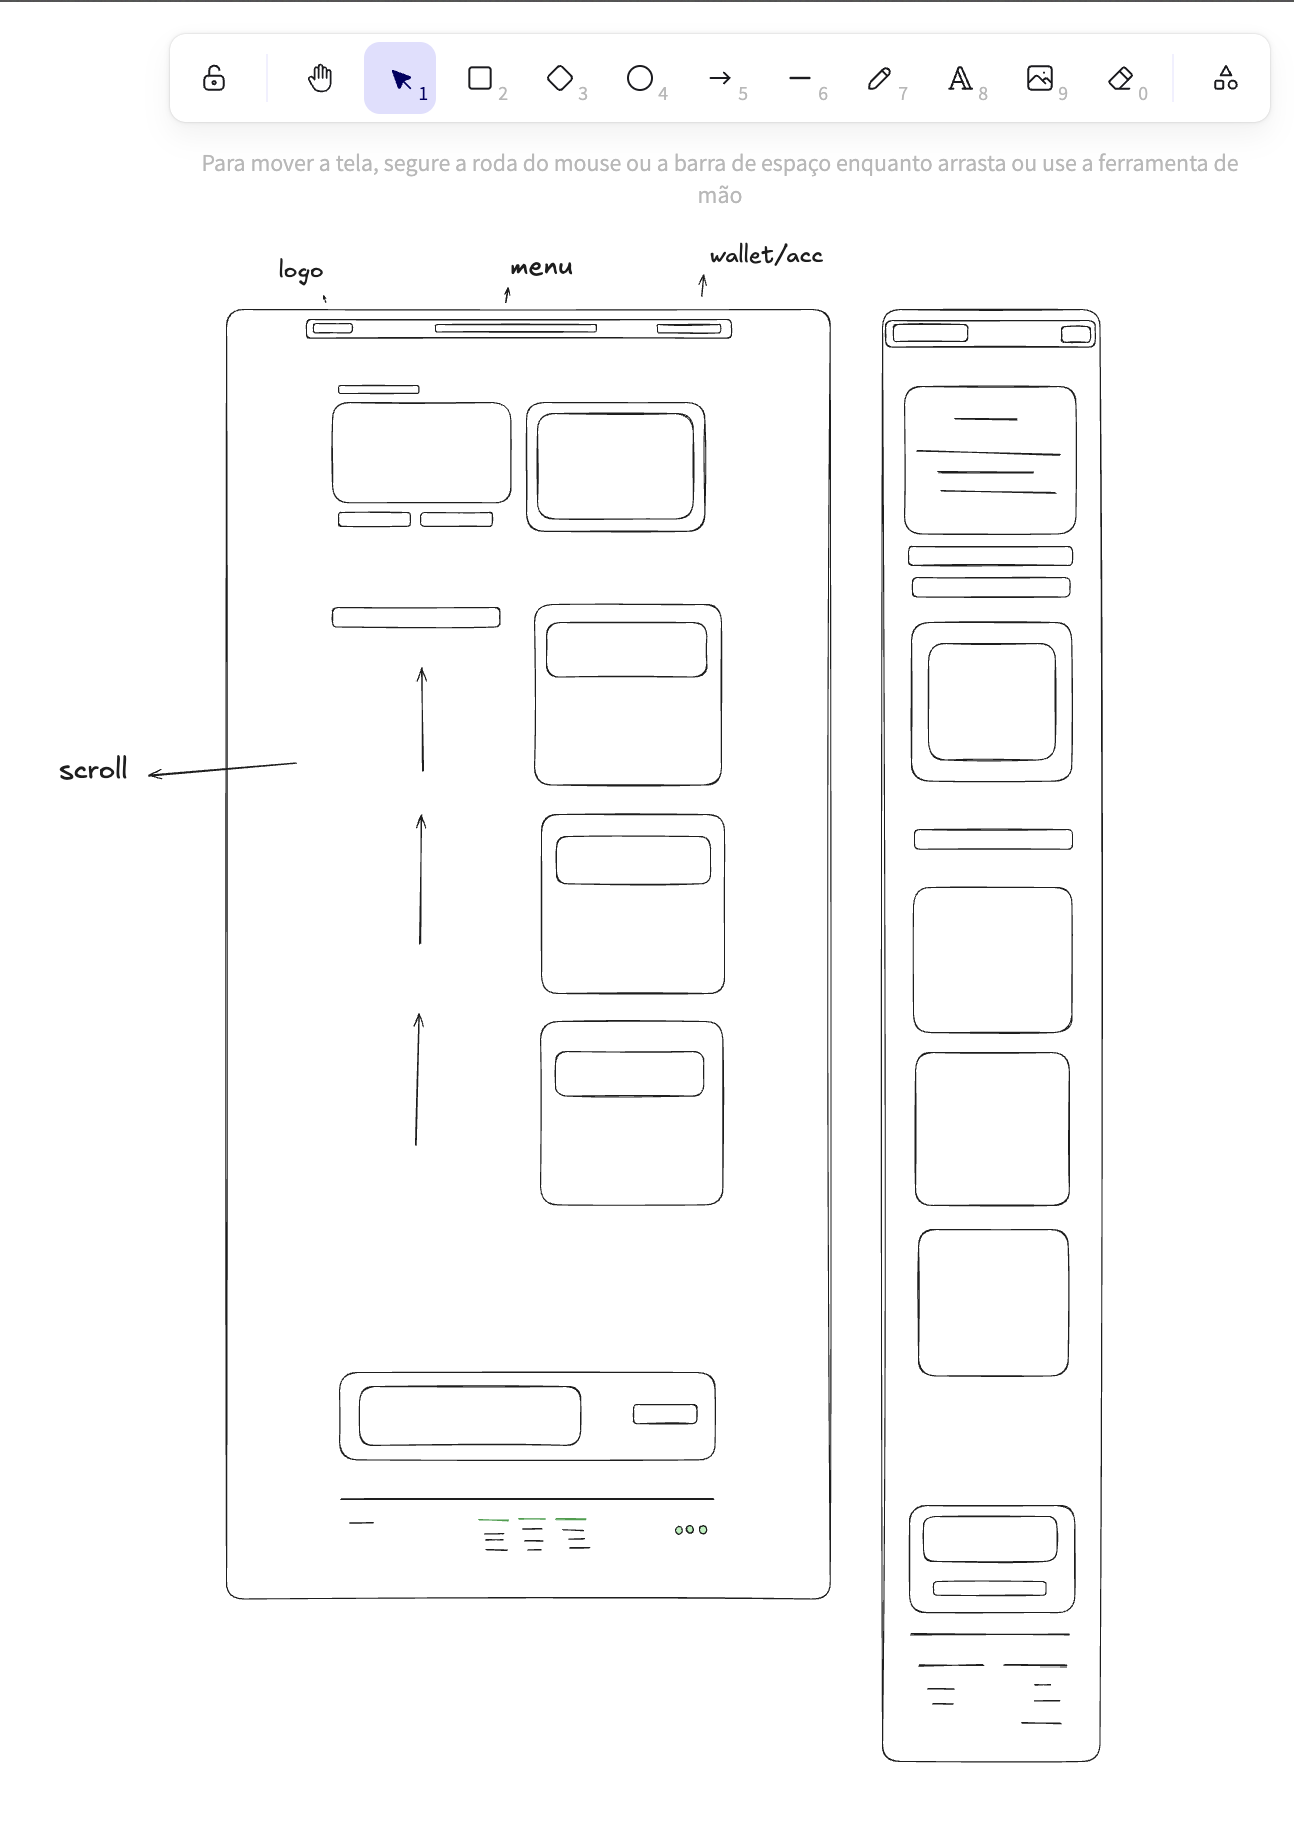 1
2
3
4
5
6
7
8
9
0
Para mover a tela, segure a roda do mouse ou a barra de espaço enquanto arrasta ou use a ferramenta de
mão
logo
menu
wallet/acc
scroll